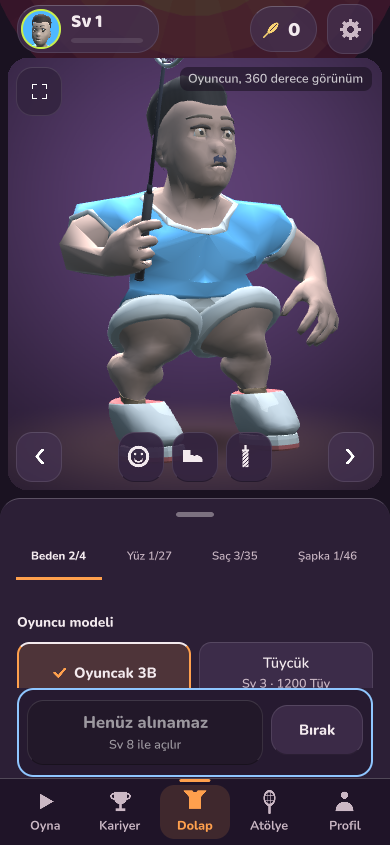 Sv 1
0
Oyuncun, 360 derece görünüm
Beden 2/4
Yüz 1/27
Saç 3/35
Şapka 1/46
Oyuncu modeli
Oyuncak 3B
Tüycük
Sv 3 · 1200 Tüy
Henüz alınamaz
Sv 8 ile açılır
Bırak
Oyna
Kariyer
Dolap
Atölye
Profil